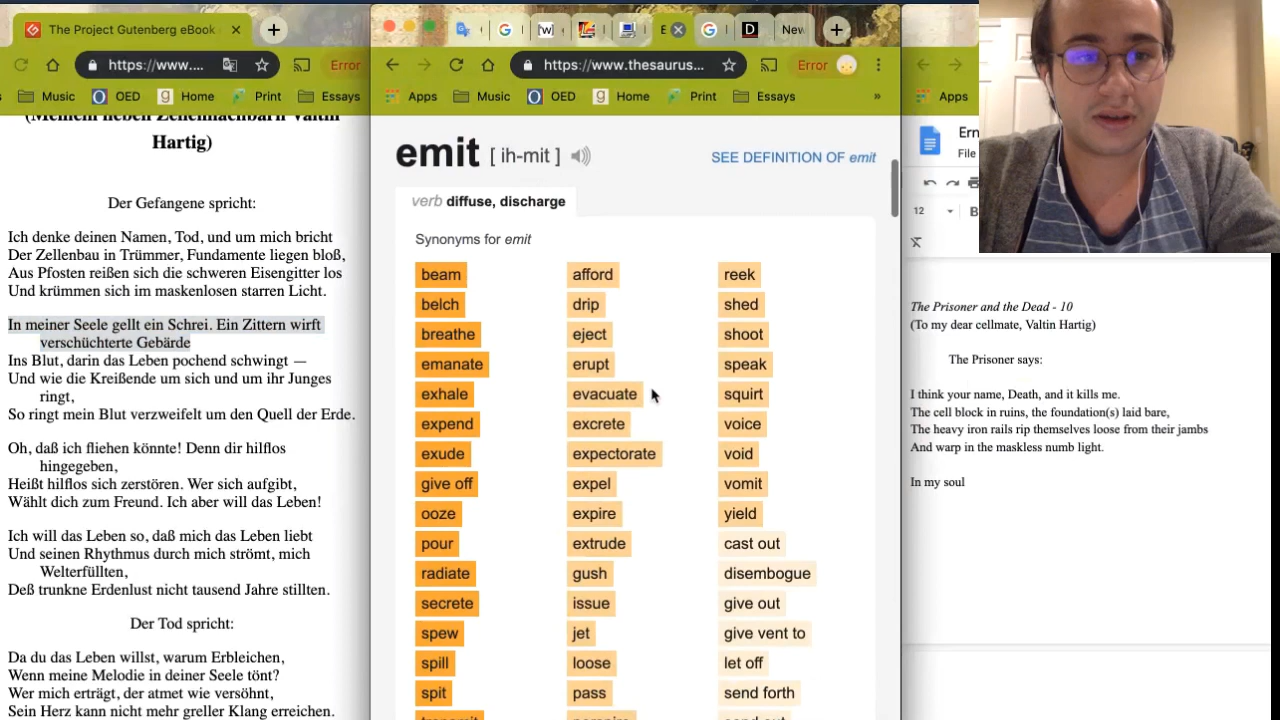 The Project Gutenberg eBook
https://www....
Error
Music
OED
Home
Print
Essays
(Meinem lieben Zellennachbarn Valtin
Hartig)
Der Gefangene spricht:
Ich denke deinen Namen, Tod, und um mich bricht
Der Zellenbau in Trümmer, Fundamente liegen bloß,
Aus Pfosten reißen sich die schweren Eisengitter los
Und krümmen sich im maskenlosen starren Licht.
In meiner Seele gellt ein Schrei. Ein Zittern wirft
verschüchterte Gebärde
Ins Blut, darin das Leben pochend schwingt —
Und wie die Kreißende um sich und um ihr Junges
ringt,
So ringt mein Blut verzweifelt um den Quell der Erde.
Oh, daß ich fliehen könnte! Denn dir hilflos
hingegeben,
Heißt hilflos sich zerstören. Wer sich aufgibt,
Wählt dich zum Freund. Ich aber will das Leben!
Ich will das Leben so, daß mich das Leben liebt
Und seinen Rhythmus durch mich strömt, mich
Welterfüllten,
Deß trunkne Erdenlust nicht tausend Jahre stillten.
Der Tod spricht:
Da du das Leben willst, warum Erbleichen,
Wenn meine Melodie in deiner Seele tönt?
Wer mich erträgt, der atmet wie versöhnt,
Sein Herz kann nicht mehr greller Klang erreichen.
E
New
https://www.thesaurus...
Error
Apps
Music
OED
Home
Print
Essays
»
emit [ ih-mit ]
SEE DEFINITION OF emit
verb diffuse, discharge
Synonyms for emit
beam afford reek
belch drip shed
breathe eject shoot
emanate erupt speak
exhale evacuate squirt
expend excrete voice
exude expectorate void
give off expel vomit
ooze expire yield
pour extrude cast out
radiate gush disembogue
secrete issue give out
spew jet give vent to
spill loose let off
spit pass send forth
transmit perspire send out
Apps
Ern
File
12
B
The Prisoner and the Dead - 10
(To my dear cellmate, Valtin Hartig)
The Prisoner says:
I think your name, Death, and it kills me.
The cell block in ruins, the foundation(s) laid bare,
The heavy iron rails rip themselves loose from their jambs
And warp in the maskless numb light.
In my soul